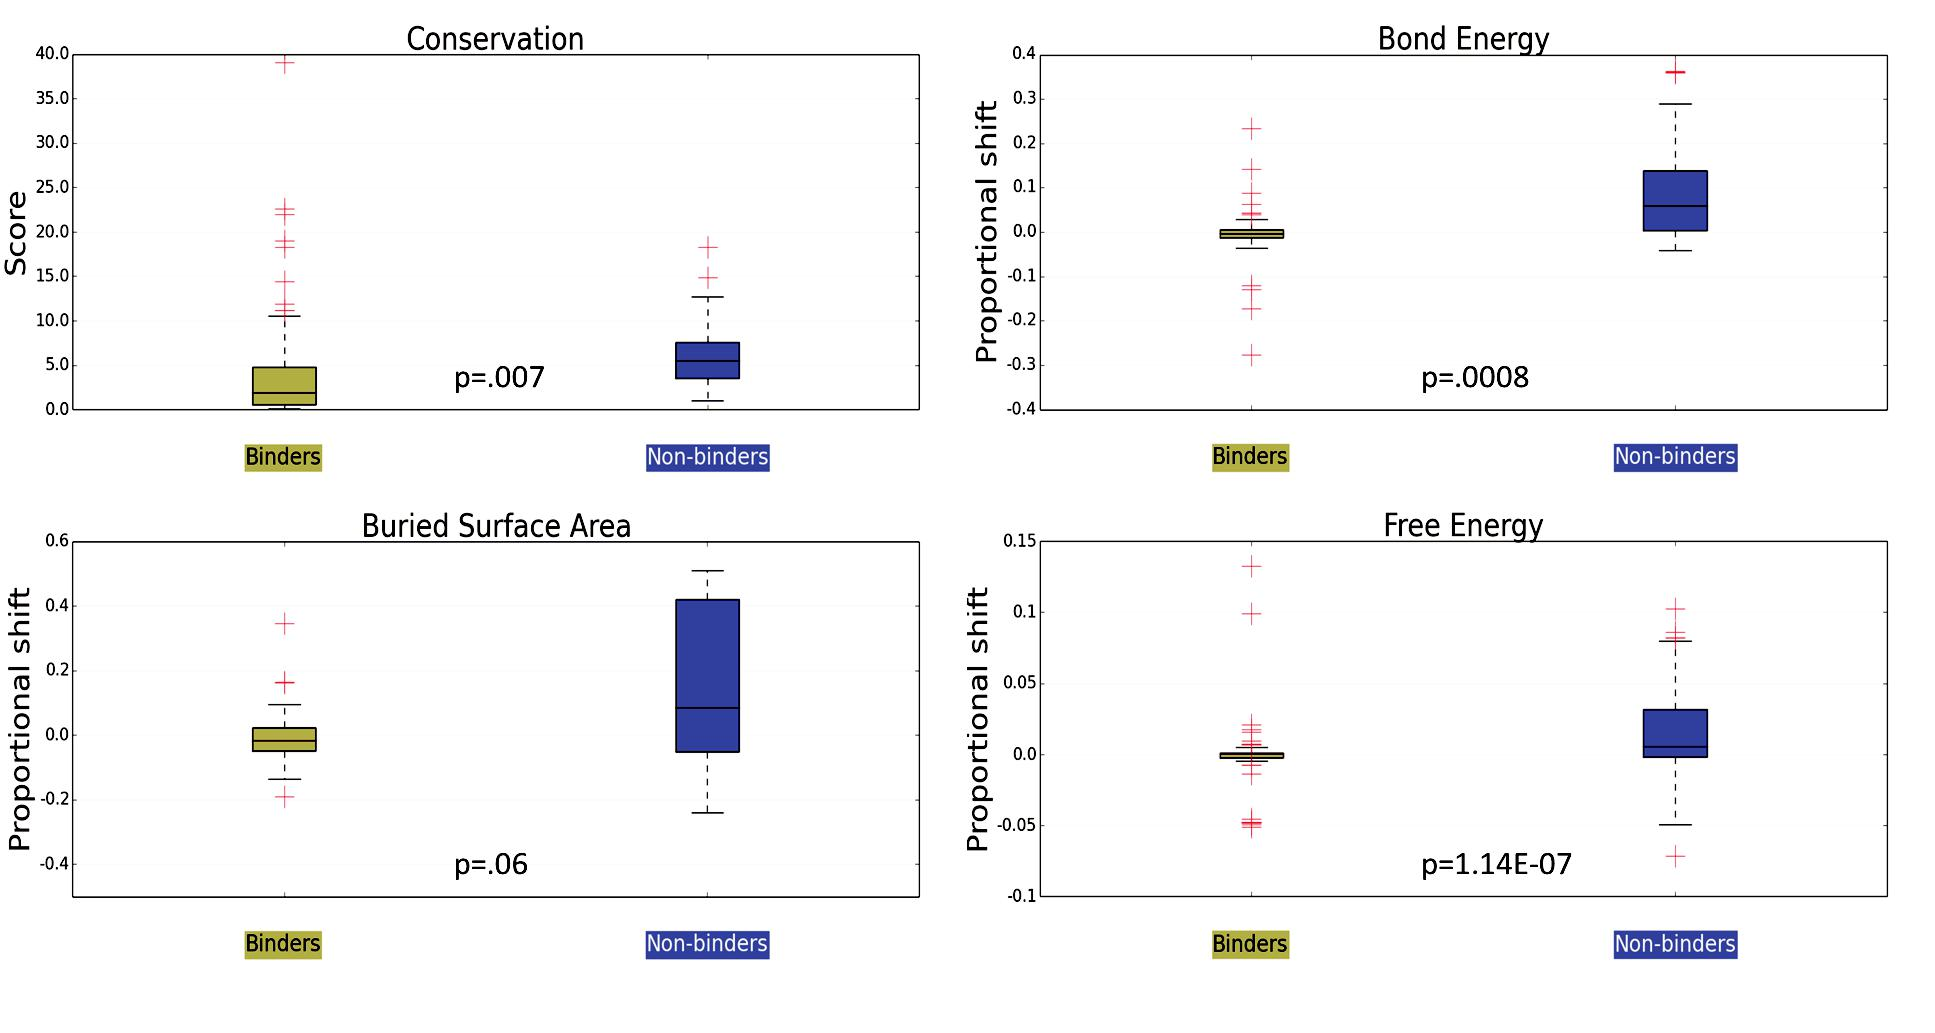 Conservation
Score
40.0
35.0
30.0
25.0
20.0
15.0
10.0
5.0
0.0
p=.007
Binders
Non-binders
Bond Energy
Proportional shift
0.4
0.3
0.2
0.1
0.0
-0.1
-0.2
-0.3
-0.4
p=.0008
Binders
Non-binders
Buried Surface Area
Proportional shift
0.6
0.4
0.2
0.0
-0.2
-0.4
p=.06
Binders
Non-binders
Free Energy
Proportional shift
0.15
0.1
0.05
0.0
-0.05
-0.1
p=1.14E-07
Binders
Non-binders